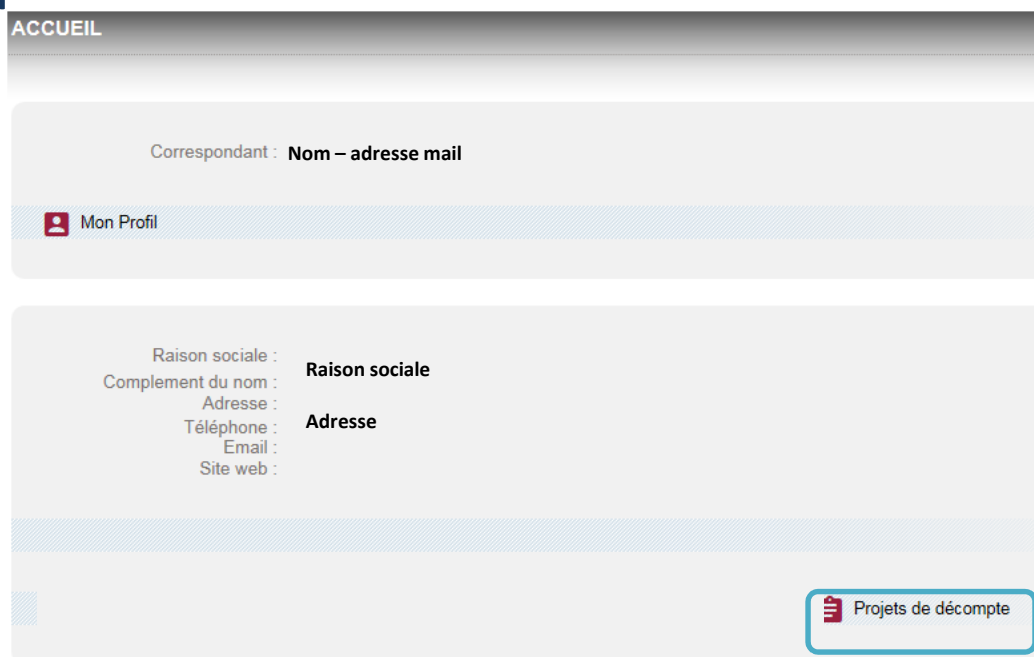 ACCUEIL
Correspondant : Nom – adresse mail
Mon Profil
Raison sociale :
Raison sociale
Complement du nom :
Adresse :
Adresse
Téléphone :
Email :
Site web :
Projets de décompte